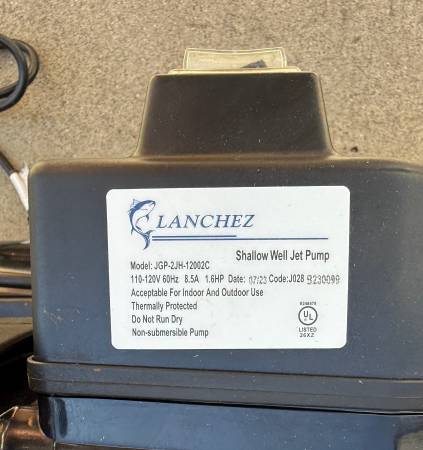 LANCHEZ
Shallow Well Jet Pump
Model: JGP-2JH-12002C
110-120V 60Hz 8.5A 1.6HP Date: 07/23 Code:J028 9230099
Acceptable For Indoor And Outdoor Use
Thermally Protected
Do Not Run Dry
Non-submersible Pump
UL
LISTED
26XZ